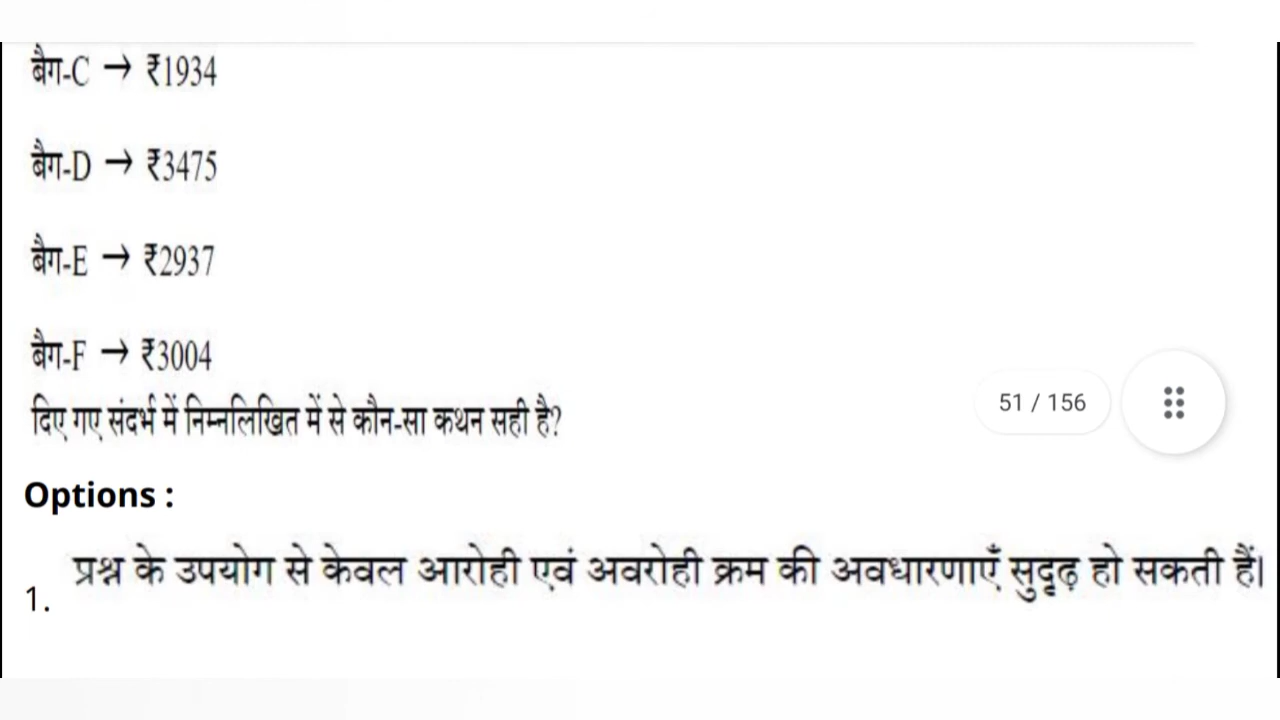 बैग-C → ₹1934
बैग-D → ₹3475
बैग-E → ₹2937
बैग-F → ₹3004
दिए गए संदर्भ में निम्नलिखित में से कौन-सा कथन सही है?
51 / 156
Options :
1. प्रश्न के उपयोग से केवल आरोही एवं अवरोही क्रम की अवधारणाएँ सुदृढ़ हो सकती हैं।